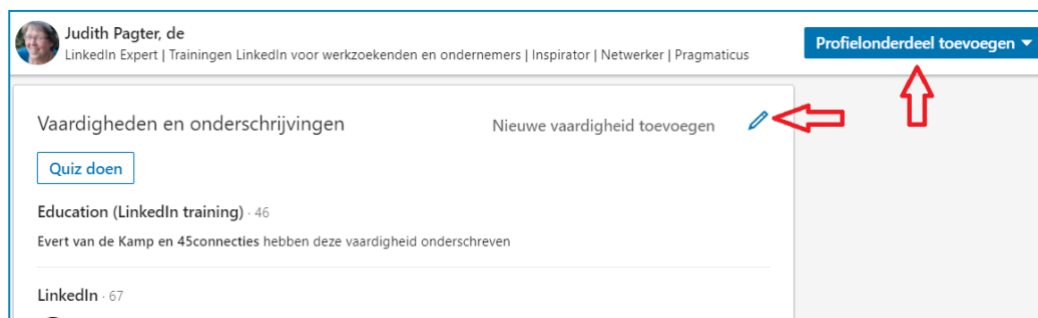 Judith Pagter, de
LinkedIn Expert | Trainingen LinkedIn voor werkzoekenden en ondernemers | Inspirator | Netwerker | Pragmaticus
Profielonderdeel toevoegen
Vaardigheden en onderschrijvingen
Nieuwe vaardigheid toevoegen
Quiz doen
Education (LinkedIn training) · 46
Evert van de Kamp en 45connecties hebben deze vaardigheid onderschreven
LinkedIn · 67